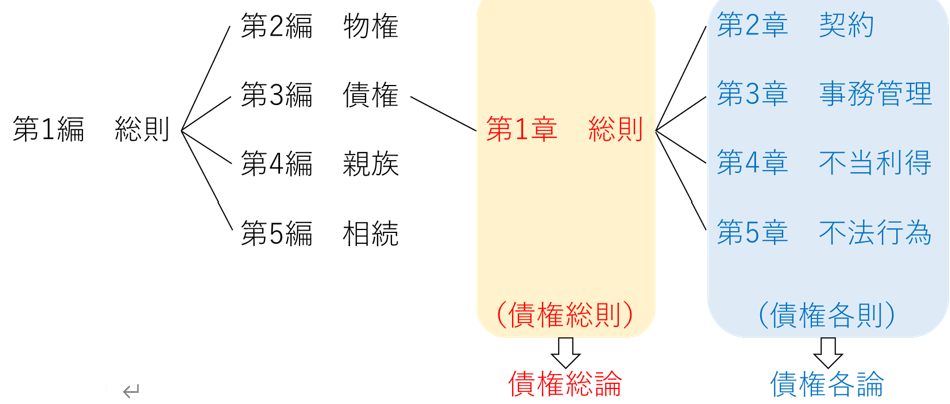 第2編　物権
第3編　債権
第1編　総則
第4編　親族
第5編　相続
第1章　総則
(債権総則)
債権総論
第2章　契約
第3章　事務管理
第4章　不当利得
第5章　不法行為
(債権各則)
債権各論